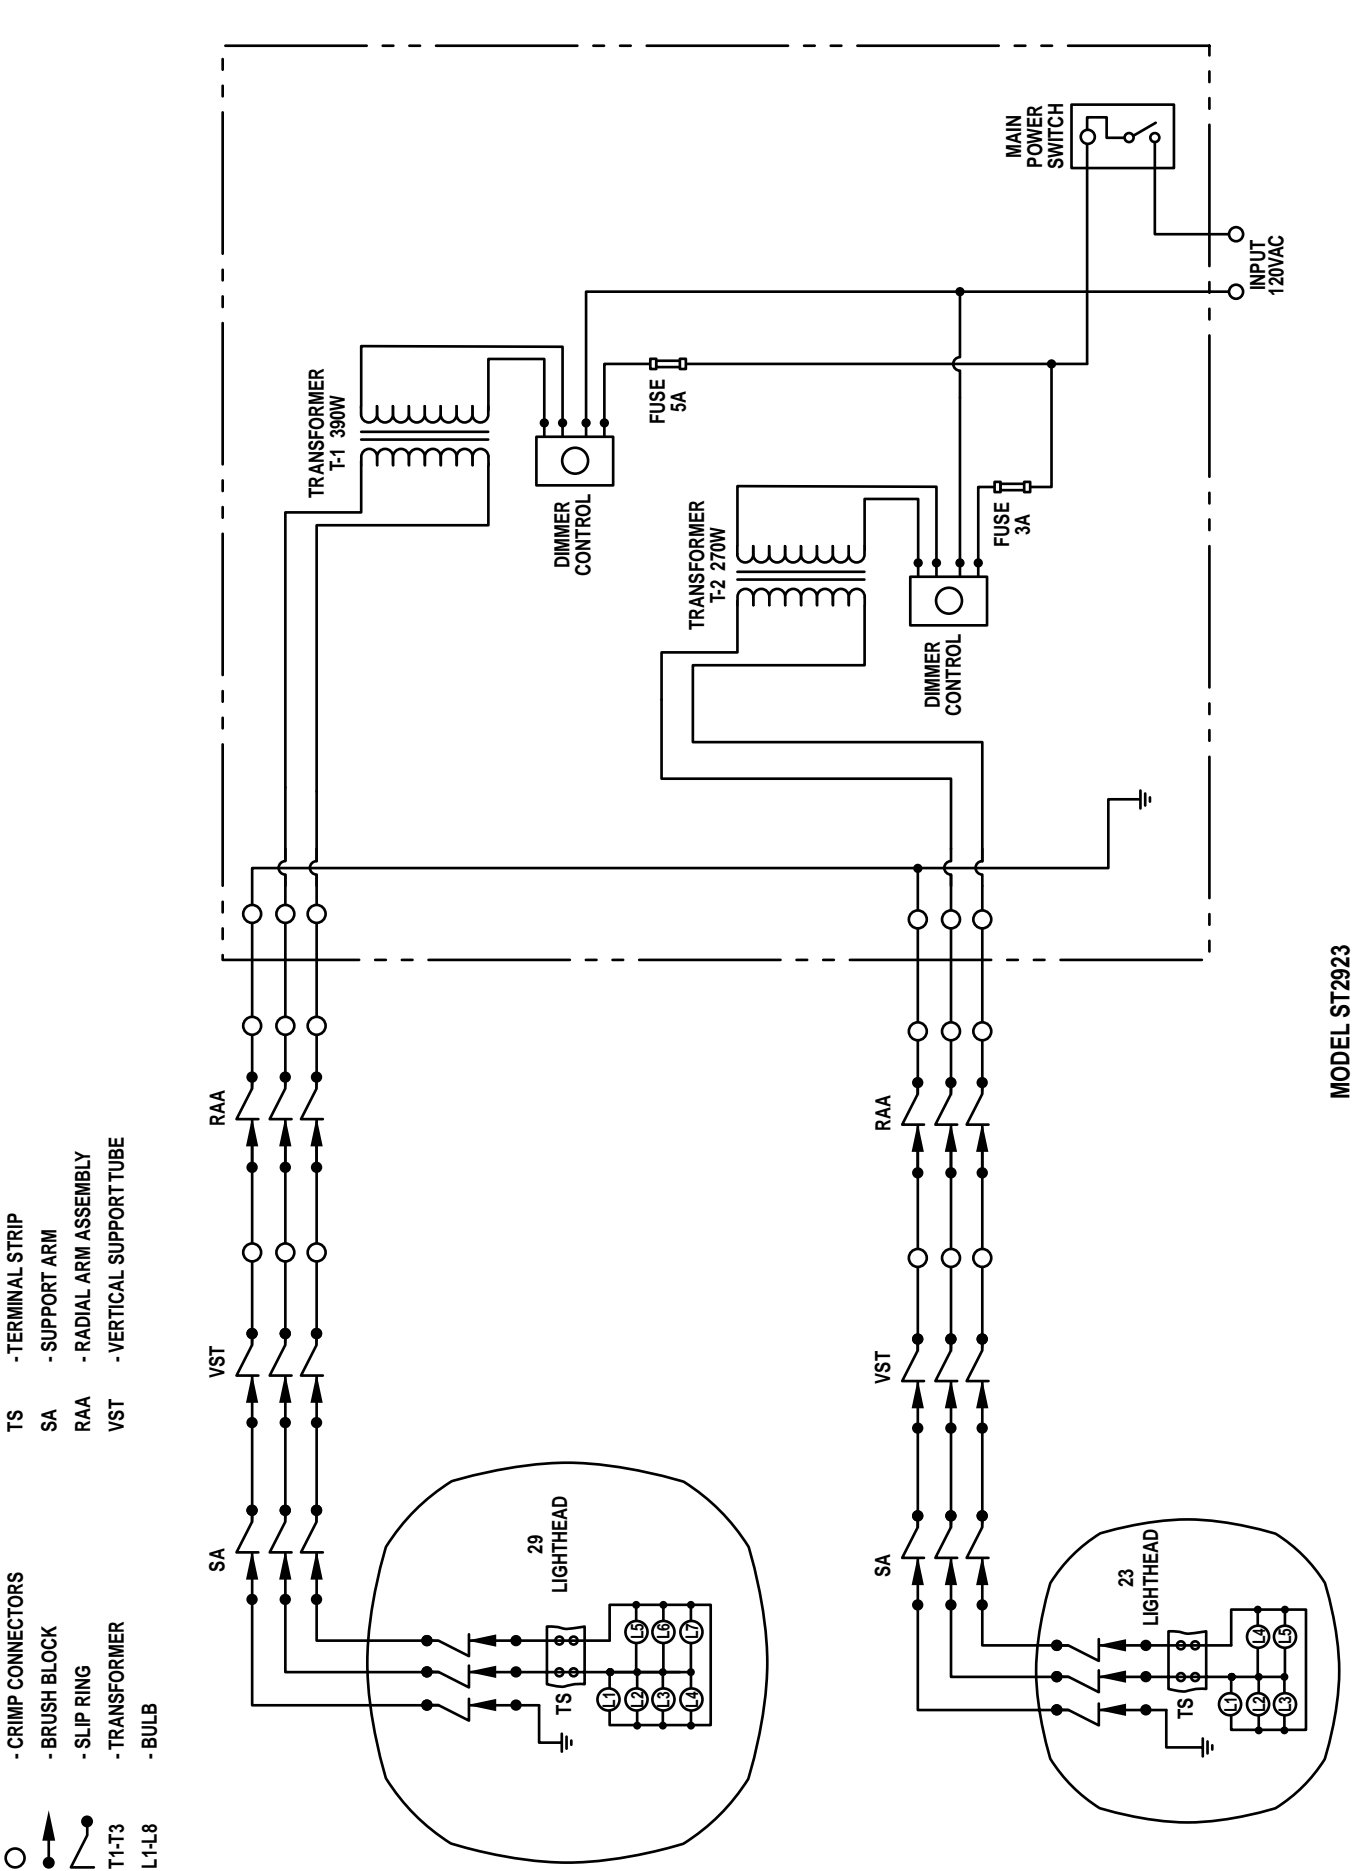 ○ - CRIMP CONNECTORS
- BRUSH BLOCK
- SLIP RING
T1-T3 - TRANSFORMER
L1-L8 - BULB
TS - TERMINAL STRIP
SA - SUPPORT ARM
RAA - RADIAL ARM ASSEMBLY
VST - VERTICAL SUPPORT TUBE
SA
VST
RAA
TRANSFORMER
T-1 390W
DIMMER
CONTROL
FUSE
5A
MAIN
POWER
SWITCH
INPUT
120VAC
TRANSFORMER
T-2 270W
DIMMER
CONTROL
FUSE
3A
29
LIGHTHEAD
TS
L1
L2
L3
L4
L5
L6
L7
SA
VST
RAA
23
LIGHTHEAD
TS
L1
L2
L3
L4
L5
MODEL ST2923